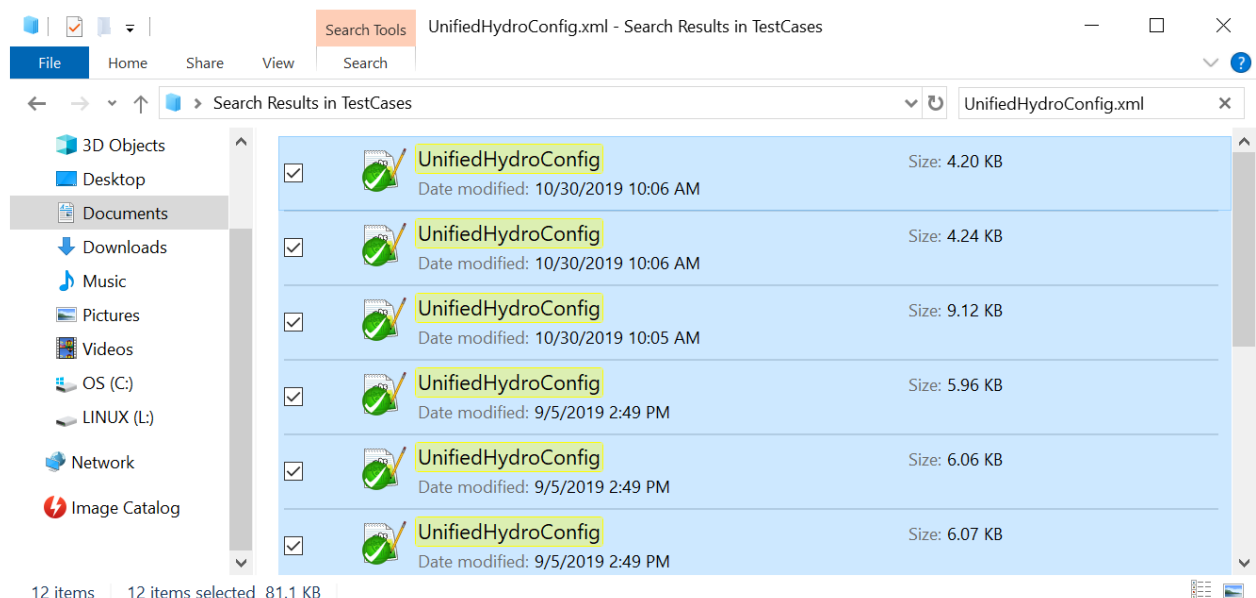 Search Tools UnifiedHydroConfig.xml - Search Results in TestCases
File Home Share View Search
Search Results in TestCases UnifiedHydroConfig.xml
3D Objects
Desktop
Documents
Downloads
Music
Pictures
Videos
OS (C:)
LINUX (L:)
Network
Image Catalog
UnifiedHydroConfig Size: 4.20 KB
Date modified: 10/30/2019 10:06 AM
UnifiedHydroConfig Size: 4.24 KB
Date modified: 10/30/2019 10:06 AM
UnifiedHydroConfig Size: 9.12 KB
Date modified: 10/30/2019 10:05 AM
UnifiedHydroConfig Size: 5.96 KB
Date modified: 9/5/2019 2:49 PM
UnifiedHydroConfig Size: 6.06 KB
Date modified: 9/5/2019 2:49 PM
UnifiedHydroConfig Size: 6.07 KB
Date modified: 9/5/2019 2:49 PM
12 items 12 items selected 81.1 KB